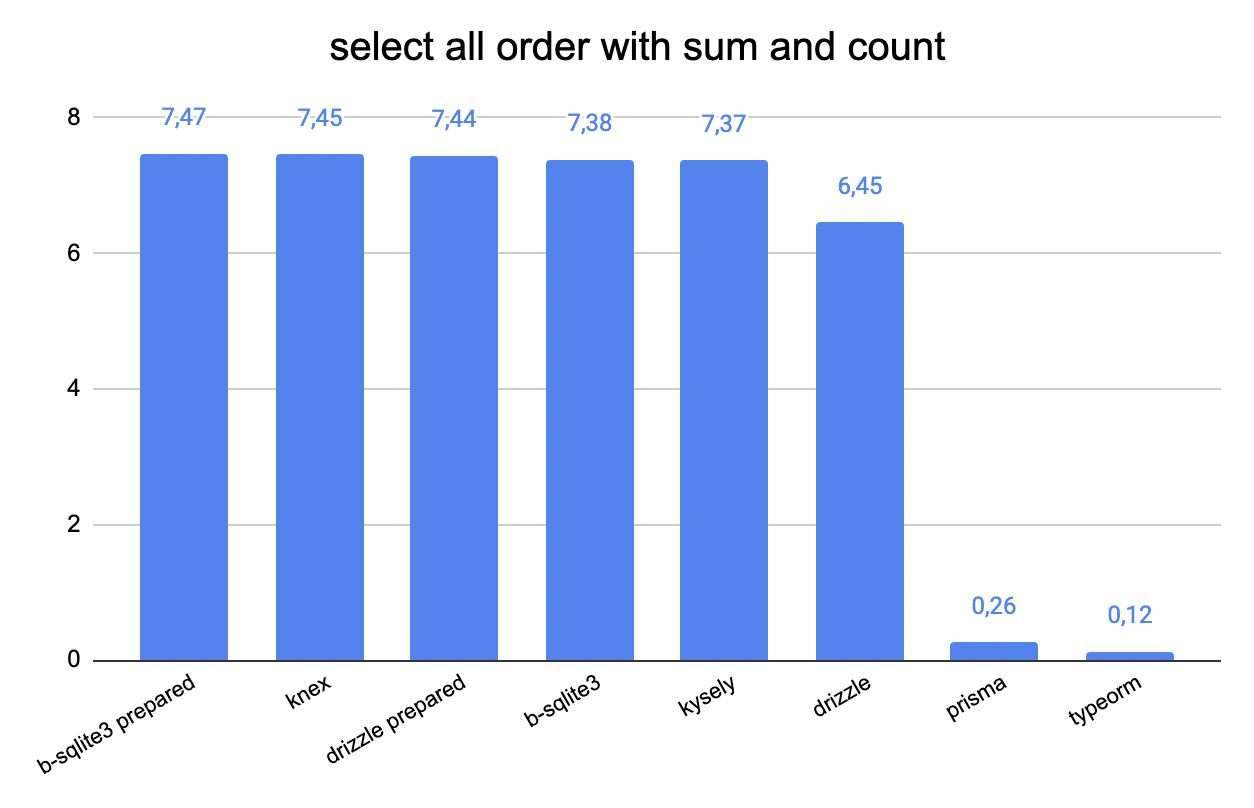 select all order with sum and count
8
6
4
2
0
7,47
7,45
7,44
7,38
7,37
6,45
0,26
0,12
b-sqlite3 prepared
knex
drizzle prepared
b-sqlite3
kysely
drizzle
prisma
typeorm